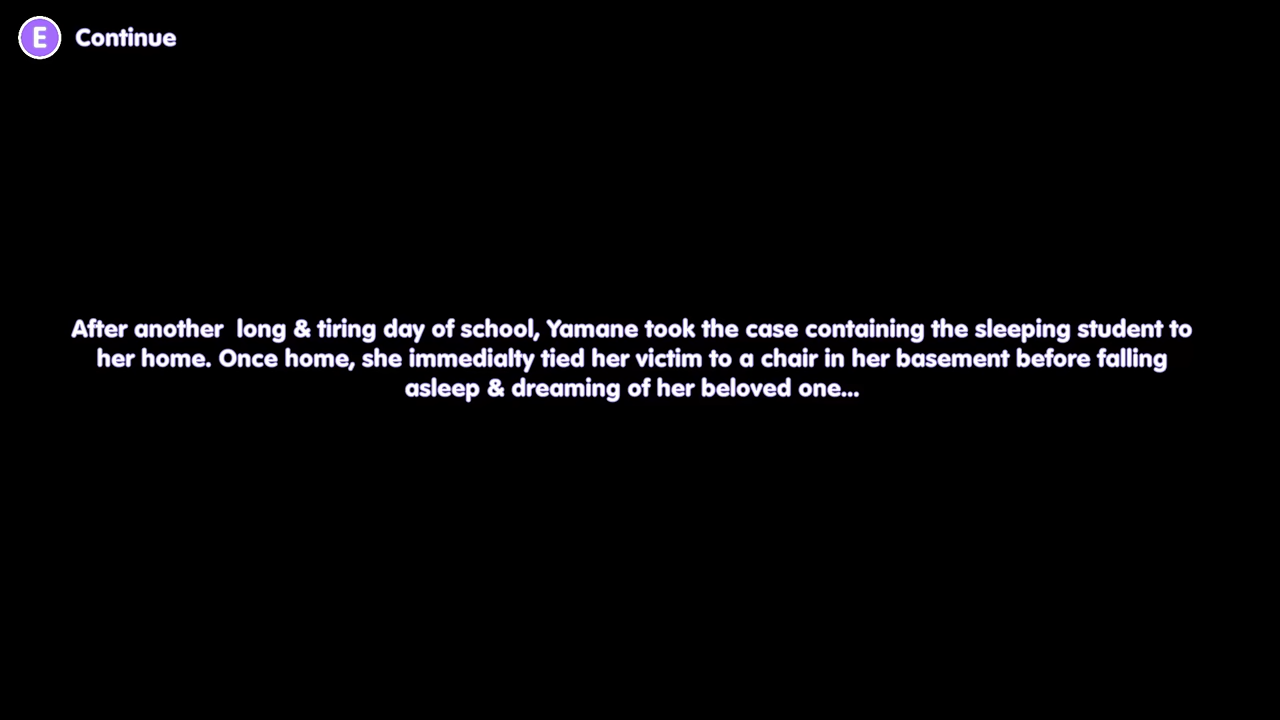 E Continue
After another  long & tiring day of school, Yamane took the case containing the sleeping student to
her home. Once home, she immedialty tied her victim to a chair in her basement before falling
asleep & dreaming of her beloved one...